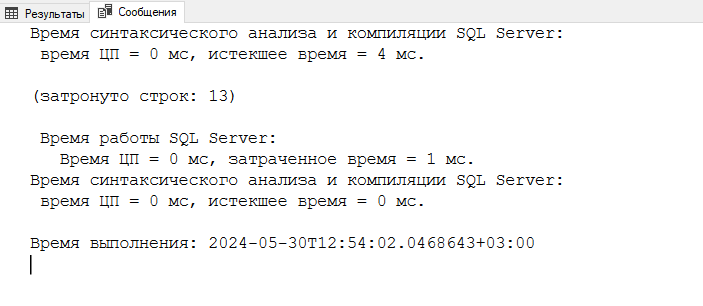 Результаты Сообщения
Время синтаксического анализа и компиляции SQL Server:
время ЦП = 0 мс, истекшее время = 4 мс.
(затронуто строк: 13)
Время работы SQL Server:
Время ЦП = 0 мс, затраченное время = 1 мс.
Время синтаксического анализа и компиляции SQL Server:
время ЦП = 0 мс, истекшее время = 0 мс.
Время выполнения: 2024-05-30T12:54:02.0468643+03:00